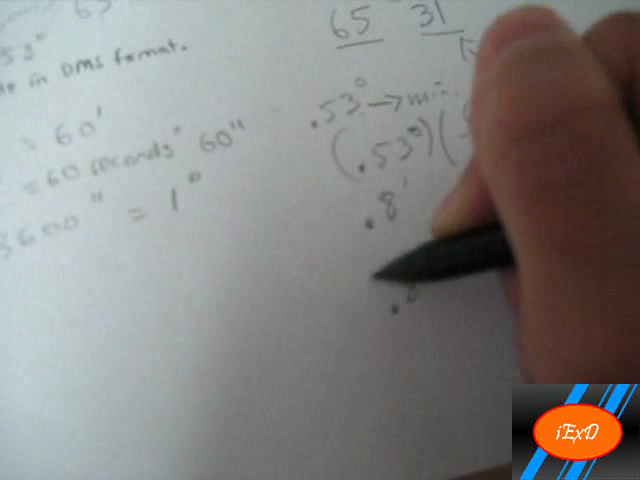 65 31
53°
in DMS format.
.53° → min.
= 60'
(.53°)(
= 60 seconds' 60"
3600" = 1°
.8'
iExD